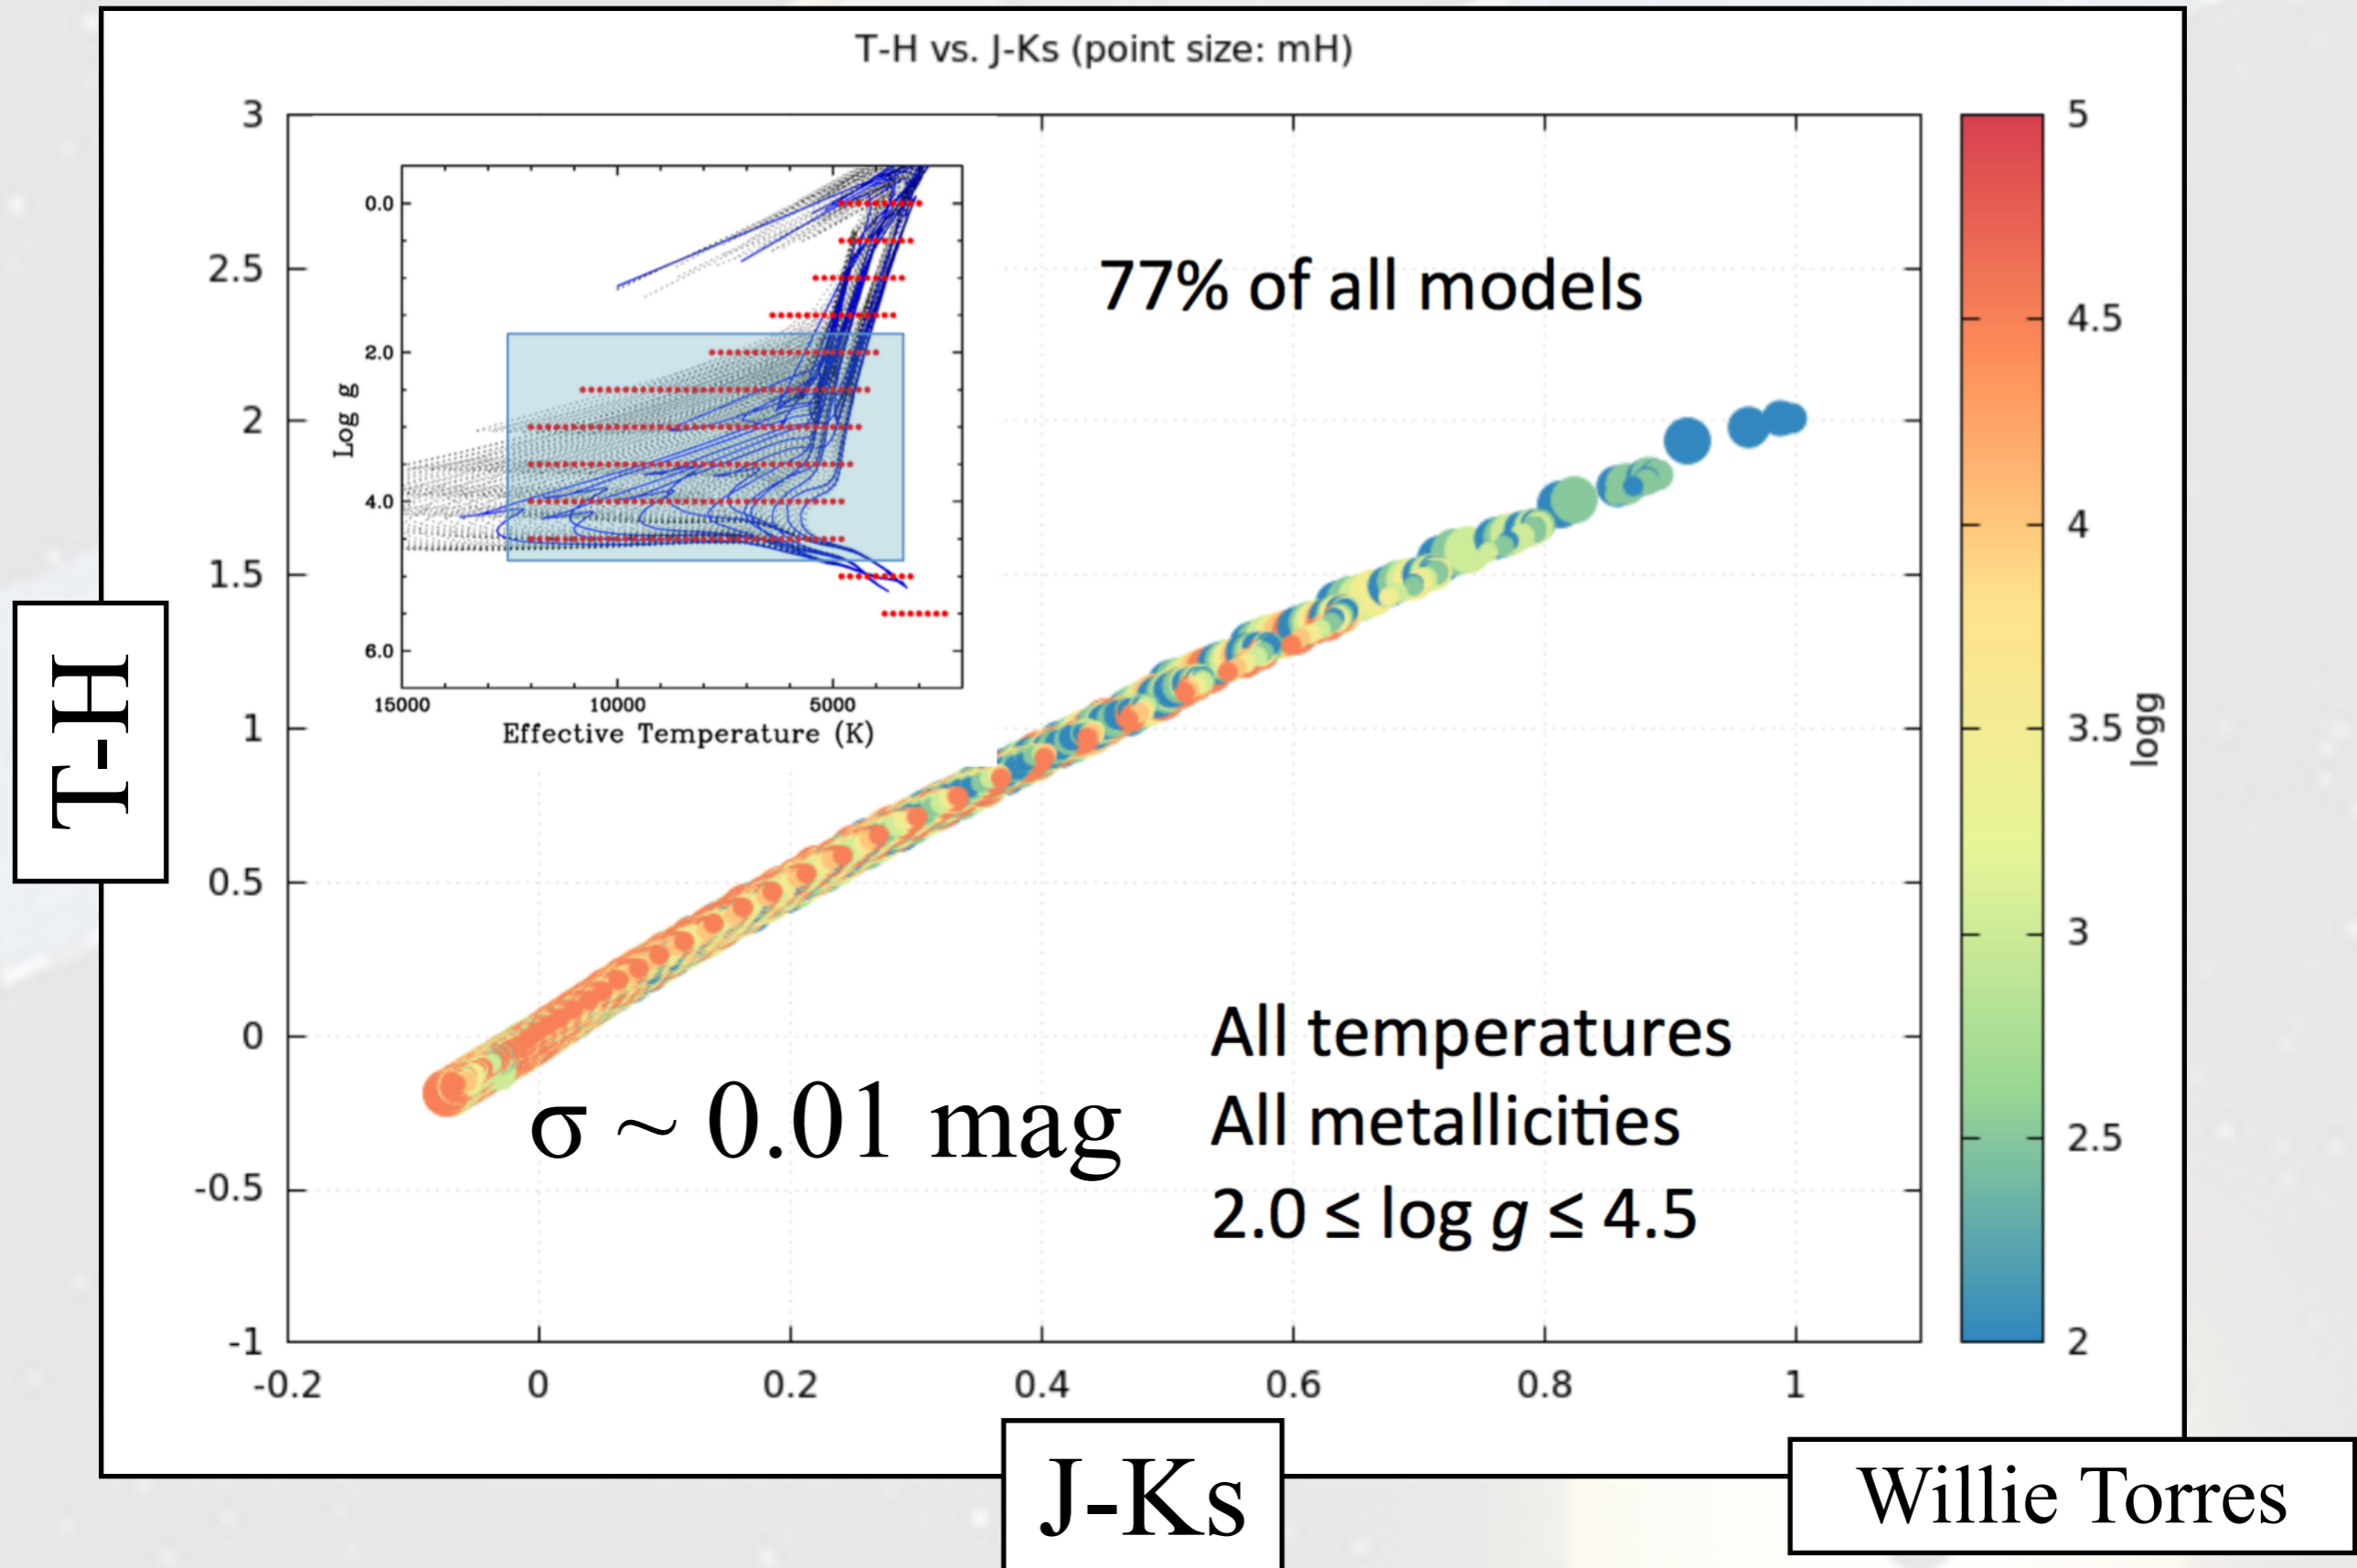 T-H vs. J-Ks (point size: mH)
3
2.5
2
1.5
1
0.5
0
-0.5
-1
-0.2 0 0.2 0.4 0.6 0.8 1
T-H
J-Ks
0.0
2.0
4.0
6.0
Log g
15000 10000 5000
Effective Temperature (K)
77% of all models
σ ~ 0.01 mag
All temperatures
All metallicities
2.0 ≤ log g ≤ 4.5
5
4.5
4
3.5
3
2.5
2
logg
Willie Torres